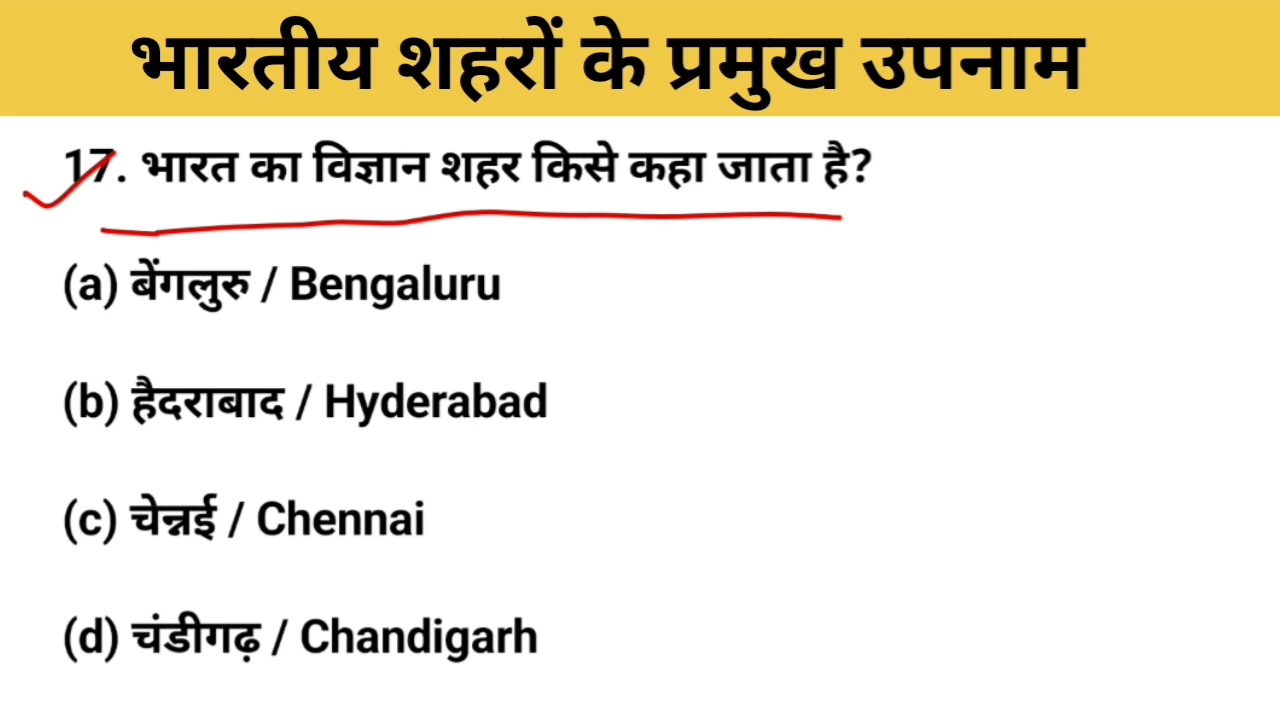 भारतीय शहरों के प्रमुख उपनाम
17. भारत का विज्ञान शहर किसे कहा जाता है?
(a) बेंगलुरु / Bengaluru
(b) हैदराबाद / Hyderabad
(c) चेन्नई / Chennai
(d) चंडीगढ़ / Chandigarh